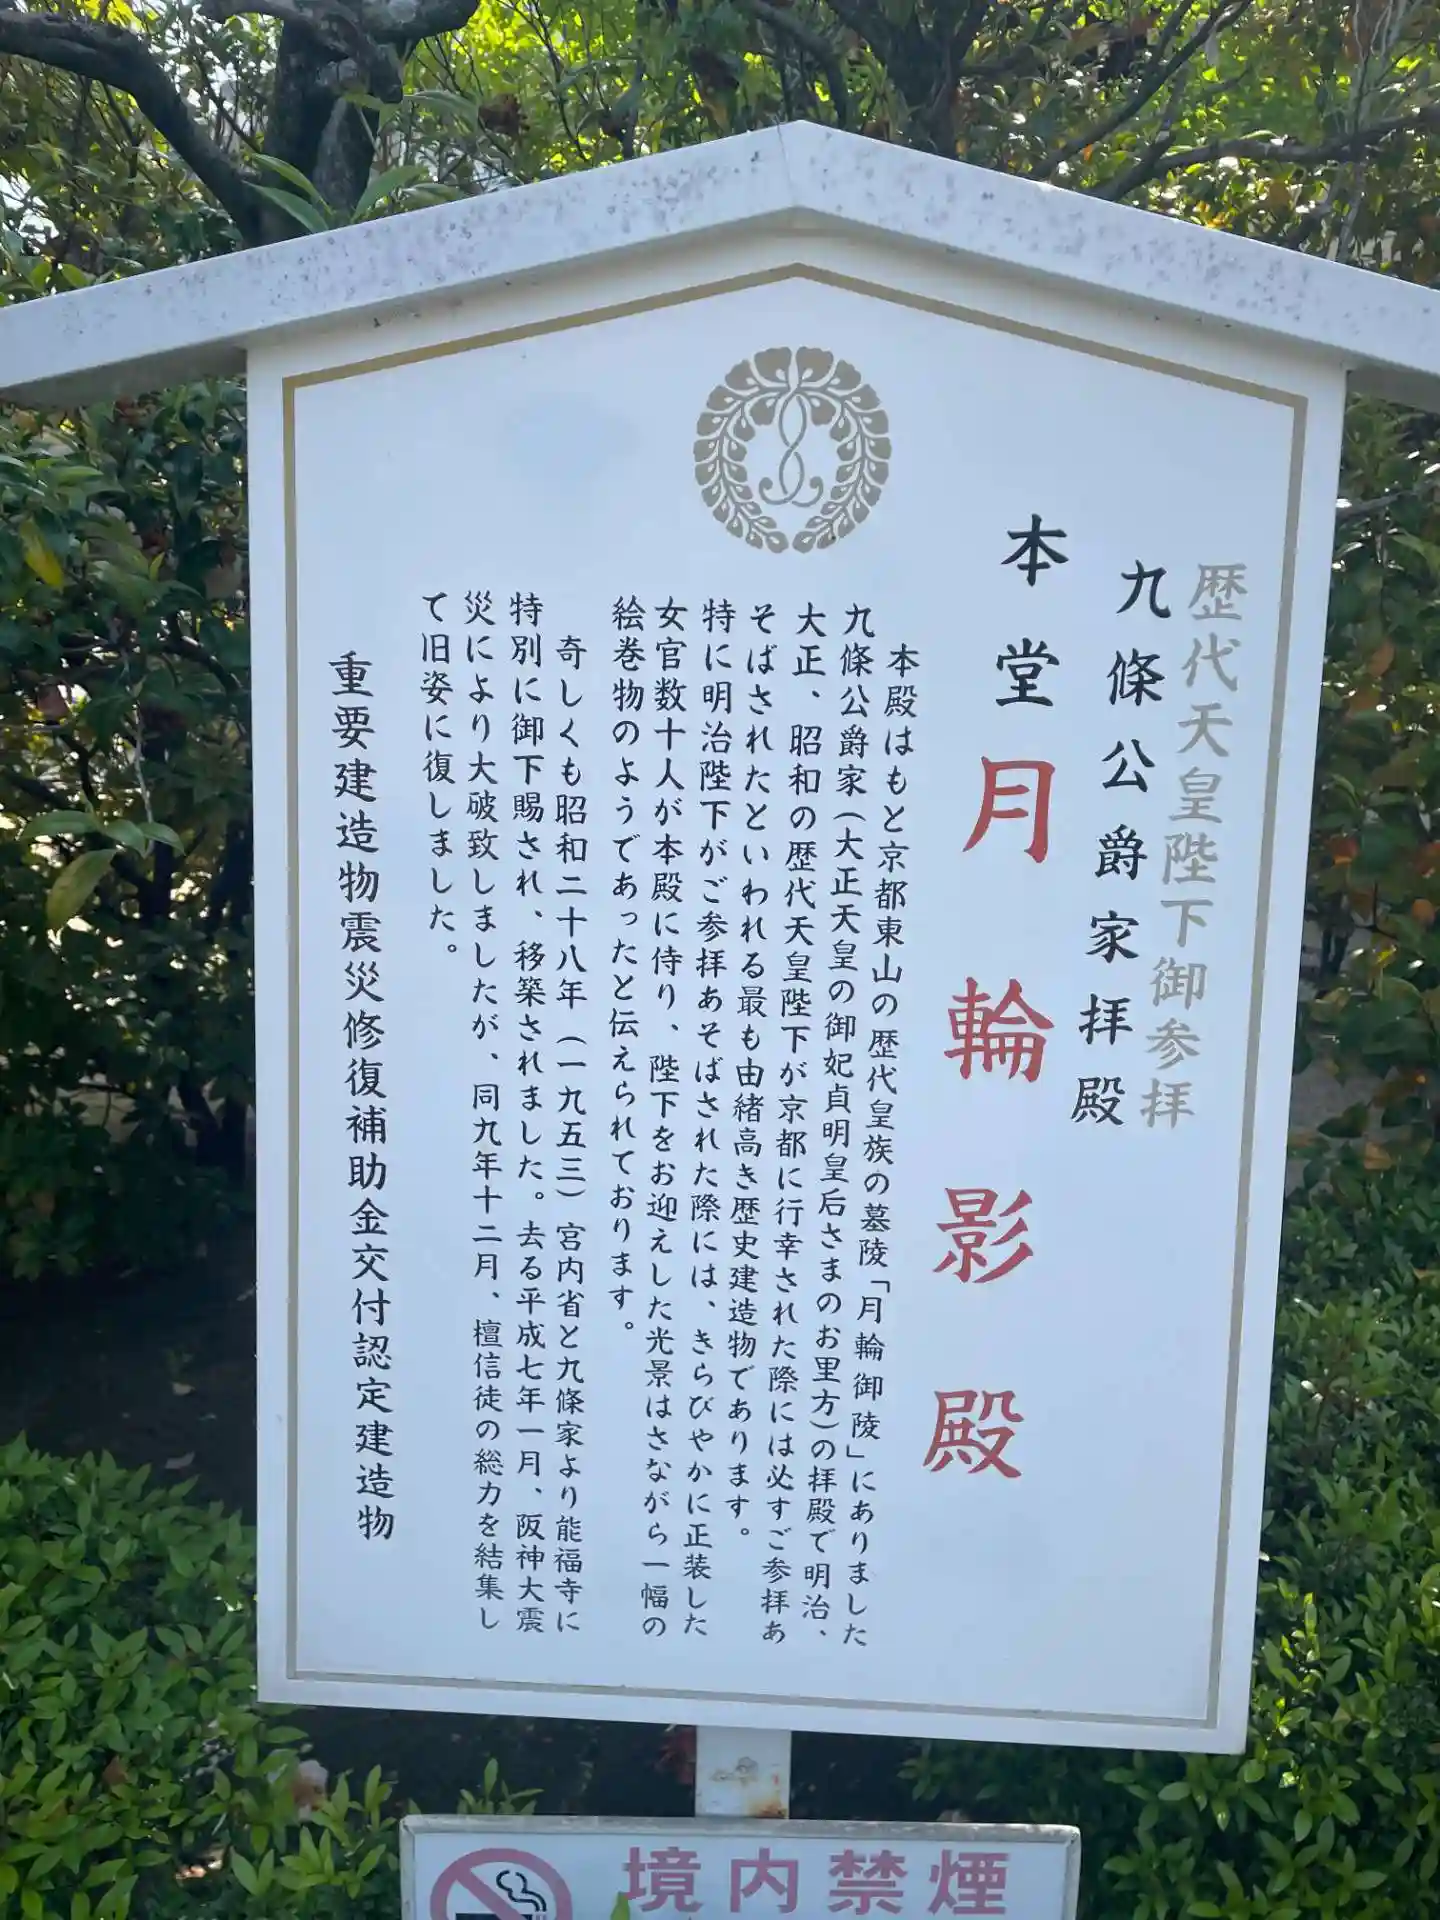 歴代天皇陛下御参拝
九條公爵家拝殿
本堂月輪影殿
本殿はもと京都東山の歴代皇族の墓陵「月輪御陵」にありました
九條公爵家(大正天皇の御妃貞明皇后さまのお里方)の拝殿で明治、
大正、昭和の歴代天皇陛下が京都に行幸された際には必すご参拝あ
そばされたといわれる最も由緒高き歴史建造物であります。
特に明治陛下がご参拝あそばされた際には、きらびやかに正装した
女官数十人が本殿に侍り、陛下をお迎えした光景はさながら一幅の
絵巻物のようであったと伝えられております。
奇しくも昭和二十八年(一九五三)宮内省と九條家より能福寺に
特別に御下賜され、移築されました。去る平成七年一月、阪神大震
災により大破致しましたが、同九年十二月、檀信徒の総力を結集し
て旧姿に復しました。
重要建造物震災修復補助金交付認定建造物
境内禁煙